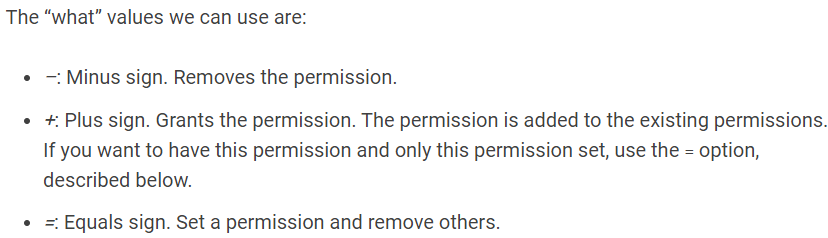 The “what” values we can use are:
• –: Minus sign. Removes the permission.
• +: Plus sign. Grants the permission. The permission is added to the existing permissions.
If you want to have this permission and only this permission set, use the = option,
described below.
• =: Equals sign. Set a permission and remove others.